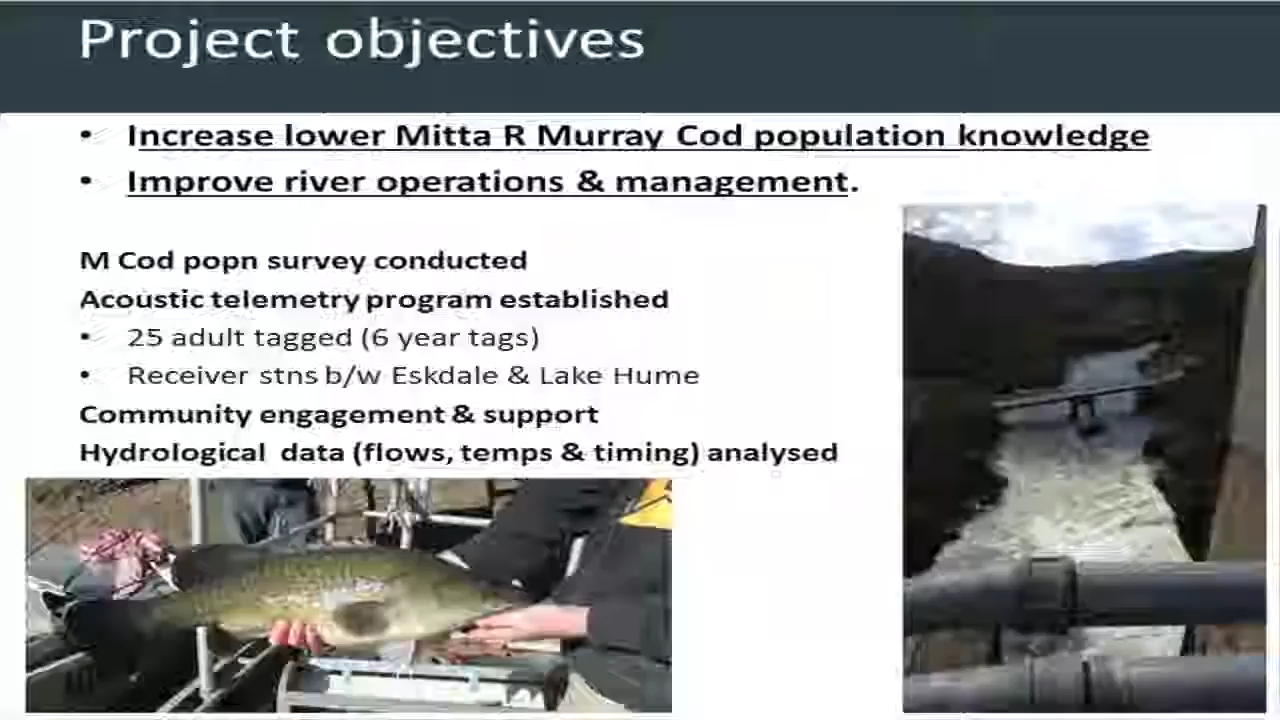 Project objectives
• Increase lower Mitta R Murray Cod population knowledge
• Improve river operations & management.
M Cod popn survey conducted
Acoustic telemetry program established
• 25 adult tagged (6 year tags)
• Receiver stns b/w Eskdale & Lake Hume
Community engagement & support
Hydrological data (flows, temps & timing) analysed